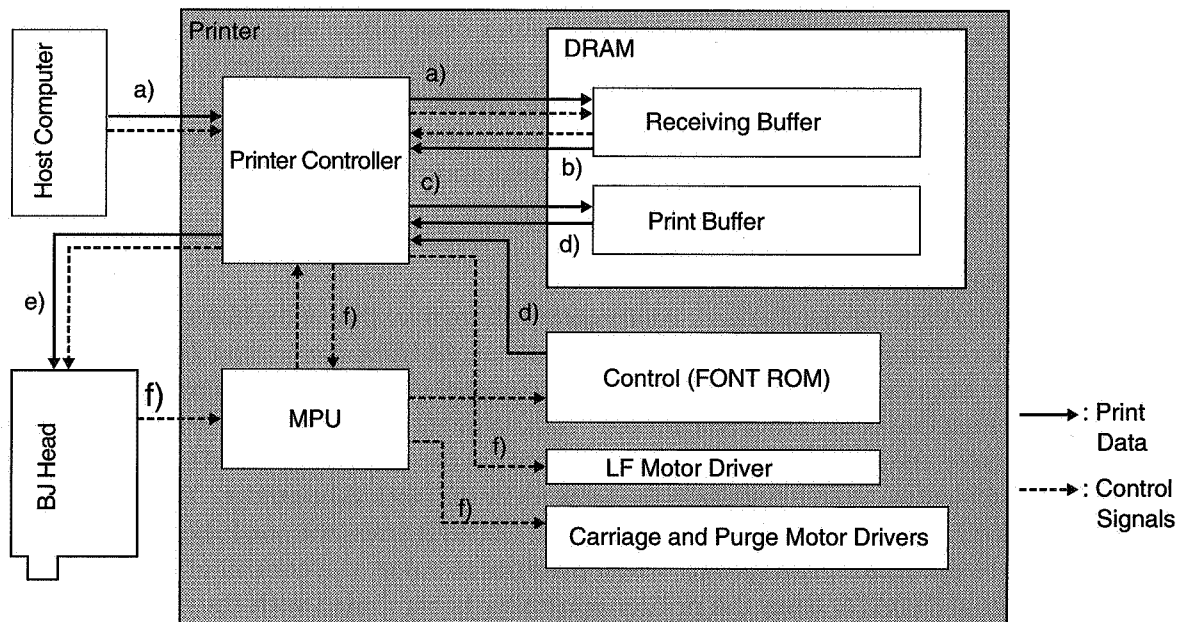 Printer
DRAM
Host Computer
a)
a)
Receiving Buffer
Printer Controller
b)
c)
Print Buffer
d)
e)
f)
d)
Control (FONT ROM)
f)
MPU
BJ Head
f)
LF Motor Driver
f)
Carriage and Purge Motor Drivers
: Print
Data
: Control
Signals